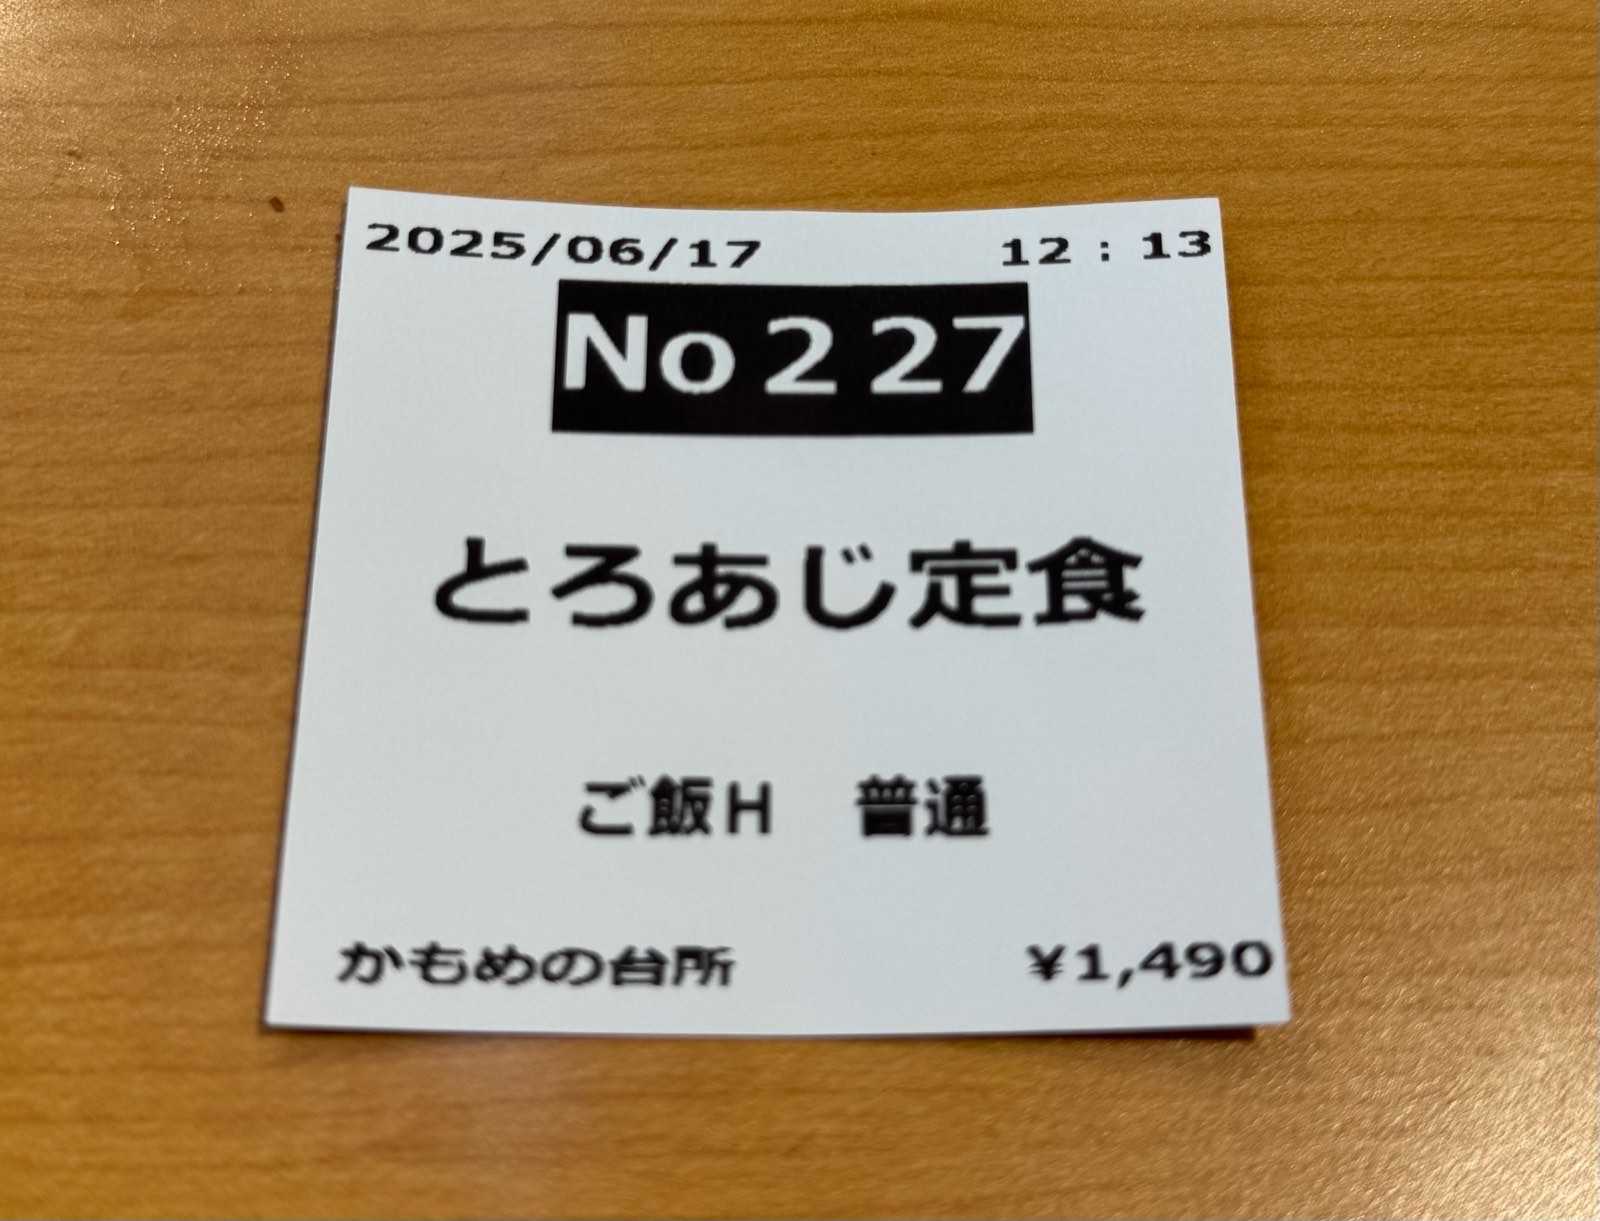 2025/06/17 12：13
No227
とろあじ定食
ご飯H 普通
かもめの台所 ¥1,490